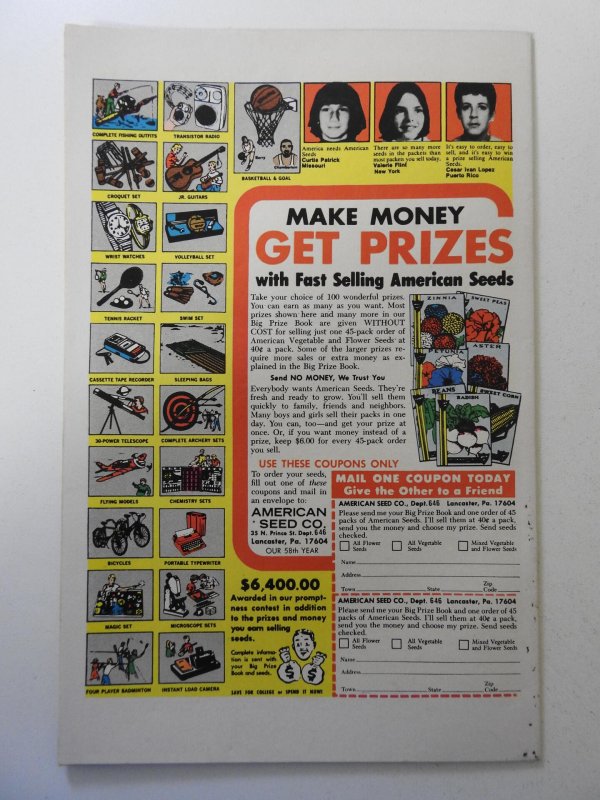 COMPLETE FISHING OUTFITS
TRANSISTOR RADIO
CROQUET SET
JR. GUITARS
WRIST WATCHES
VOLLEYBALL SET
TENNIS RACKET
SWIM SET
CASSETTE TAPE RECORDER
SLEEPING BAGS
30-POWER TELESCOPE
COMPLETE ARCHERY SETS
FLYING MODELS
CHEMISTRY SETS
BICYCLES
PORTABLE TYPEWRITER
MAGIC SET
MICROSCOPE SETS
FOUR PLAYER BADMINTON
INSTANT LOAD CAMERA
Barry
Chamberlain
BASKETBALL & GOAL
America needs American
Seeds
Curtis Patrick
Missouri
There are so many more
seeds in the packets than
most packets you sell today.
Valerie Flint
New York
It's easy to order, easy to
sell, and it's easy to win
a prize selling American
Seeds.
Cesar Ivan Lopez
Puerto Rico
MAKE MONEY
GET PRIZES
with Fast Selling American Seeds
Take your choice of 100 wonderful prizes.
You can earn as many as you want. Most
prizes shown here and many more in our
Big Prize Book are given WITHOUT
COST for selling just one 45-pack order of
American Vegetable and Flower Seeds at
40¢ a pack. Some of the larger prizes re-
quire more sales or extra money as ex-
plained in the Big Prize Book.
Send NO MONEY, We Trust You
Everybody wants American Seeds. They're
fresh and ready to grow. You'll sell them
quickly to family, friends and neighbors.
Many boys and girls sell their packs in one
day. You can, too—and get your prize at
once. Or, if you want money instead of a
prize, keep $6.00 for every 45-pack order
you sell.
ZINNIA
SWEET PEAS
PETUNIA
ASTER
BEANS
RADISH
SWEET CORN
USE THESE COUPONS ONLY
To order your seeds,
fill out one of these
coupons and mail in
an envelope to:
AMERICAN
SEED CO.
35 N. Prince St. Dept. 646
Lancaster, Pa. 17604
OUR 58th YEAR
MAIL ONE COUPON TODAY
Give the Other to a Friend
AMERICAN SEED CO., Dept. 646 Lancaster, Pa. 17604
Please send me your Big Prize Book and one order of 45
packs of American Seeds. I'll sell them at 40¢ a pack,
send you the money and choose my prize. Send seeds
checked.
All Flower Seeds
All Vegetable Seeds
Mixed Vegetable and Flower Seeds
Name
Address
Town State Zip Code
AMERICAN SEED CO., Dept. 646 Lancaster, Pa. 17604
Please send me your Big Prize Book and one order of 45
packs of American Seeds. I'll sell them at 40¢ a pack,
send you the money and choose my prize. Send seeds
checked.
All Flower Seeds
All Vegetable Seeds
Mixed Vegetable and Flower Seeds
Name
Address
Town State Zip Code
$6,400.00
Awarded in our prompt-
ness contest in addition
to the prizes and money
you earn selling
seeds.
Complete informa-
tion is sent with
your Big Prize
Book and seeds.
SAVE FOR COLLEGE or SPEND IT NOW!